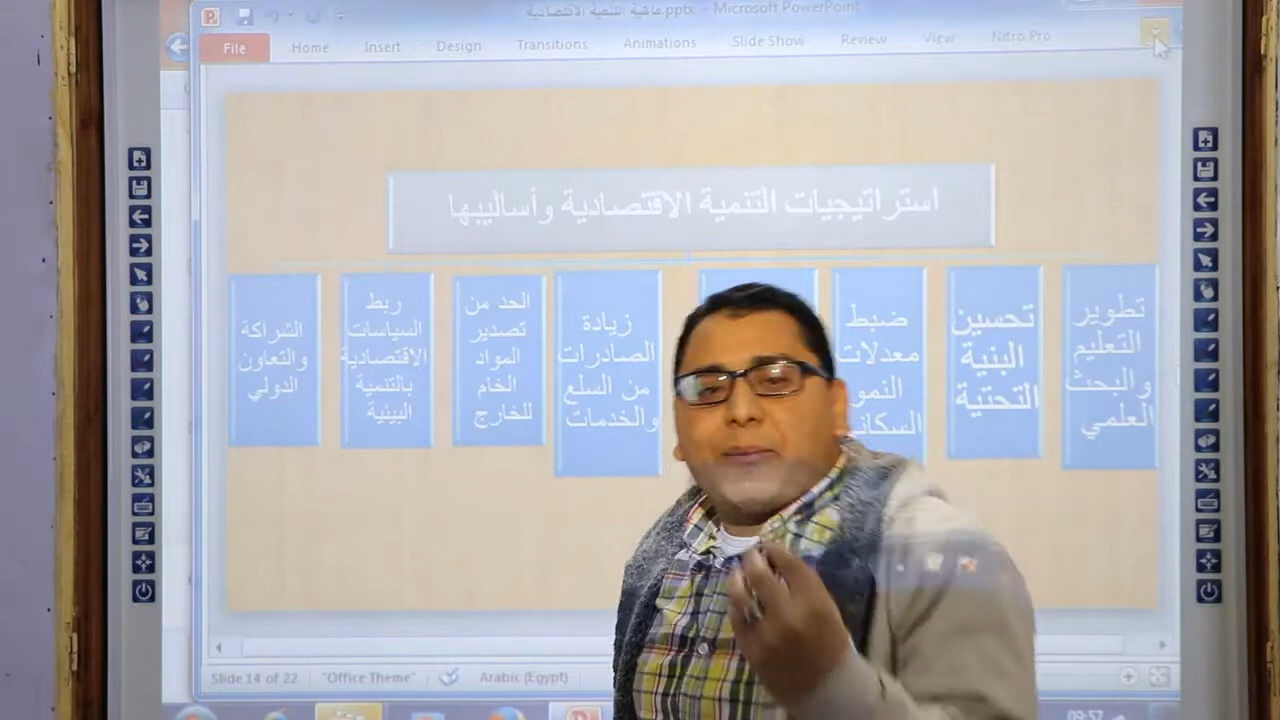 ماهية التنمية الاقتصادية.pptx - Microsoft PowerPoint
File Home Insert Design Transitions Animations Slide Show Review View Nitro Pro
استراتيجيات التنمية الاقتصادية وأساليبها
تطوير
التعليم
والبحث
العلمي
تحسين
البنية
التحتية
ضبط
معدلات
النمو
زيادة
الصادرات
من السلع
والخدمات
الحد من
تصدير
المواد
الخام
للخارج
ربط
السياسات
الاقتصادية
بالتنمية
البيئية
الشراكة
والتعاون
الدولي
Slide 14 of 22 "Office Theme" Arabic (Egypt)
09:57